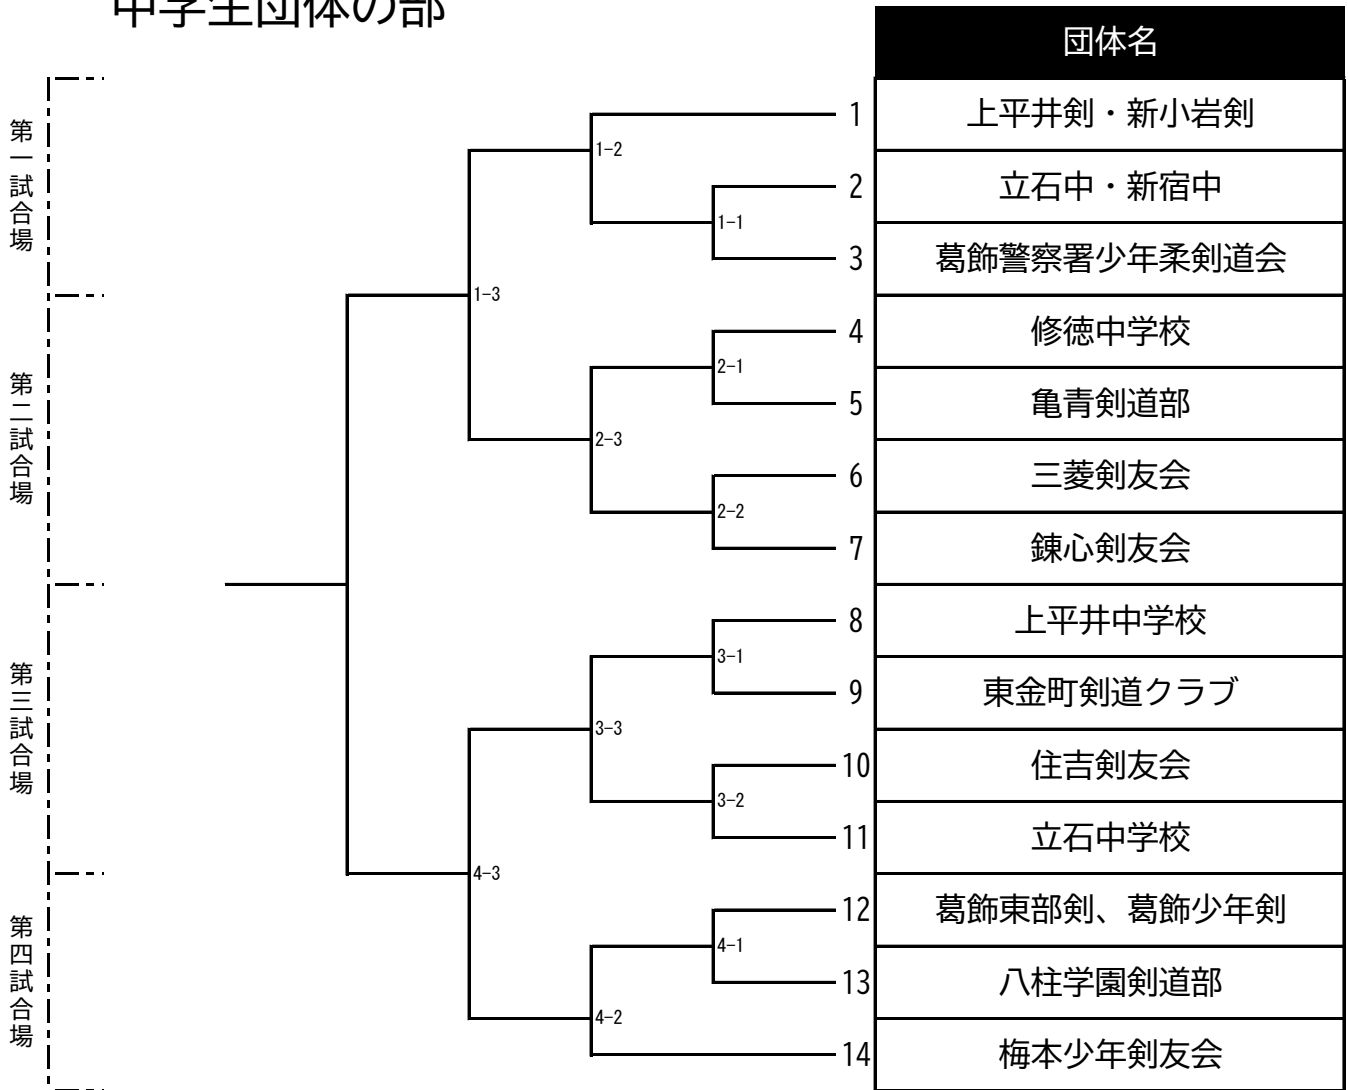 中学生団体の部
団体名
第一試合場
第二試合場
第三試合場
第四試合場
1 上平井剣・新小岩剣
1-2
2 立石中・新宿中
1-1
3 葛飾警察署少年柔剣道会
1-3
4 修徳中学校
2-1
5 亀青剣道部
2-3
6 三菱剣友会
2-2
7 錬心剣友会
8 上平井中学校
3-1
9 東金町剣道クラブ
3-3
10 住吉剣友会
3-2
11 立石中学校
4-3
12 葛飾東部剣、葛飾少年剣
4-1
13 八柱学園剣道部
4-2
14 梅本少年剣友会